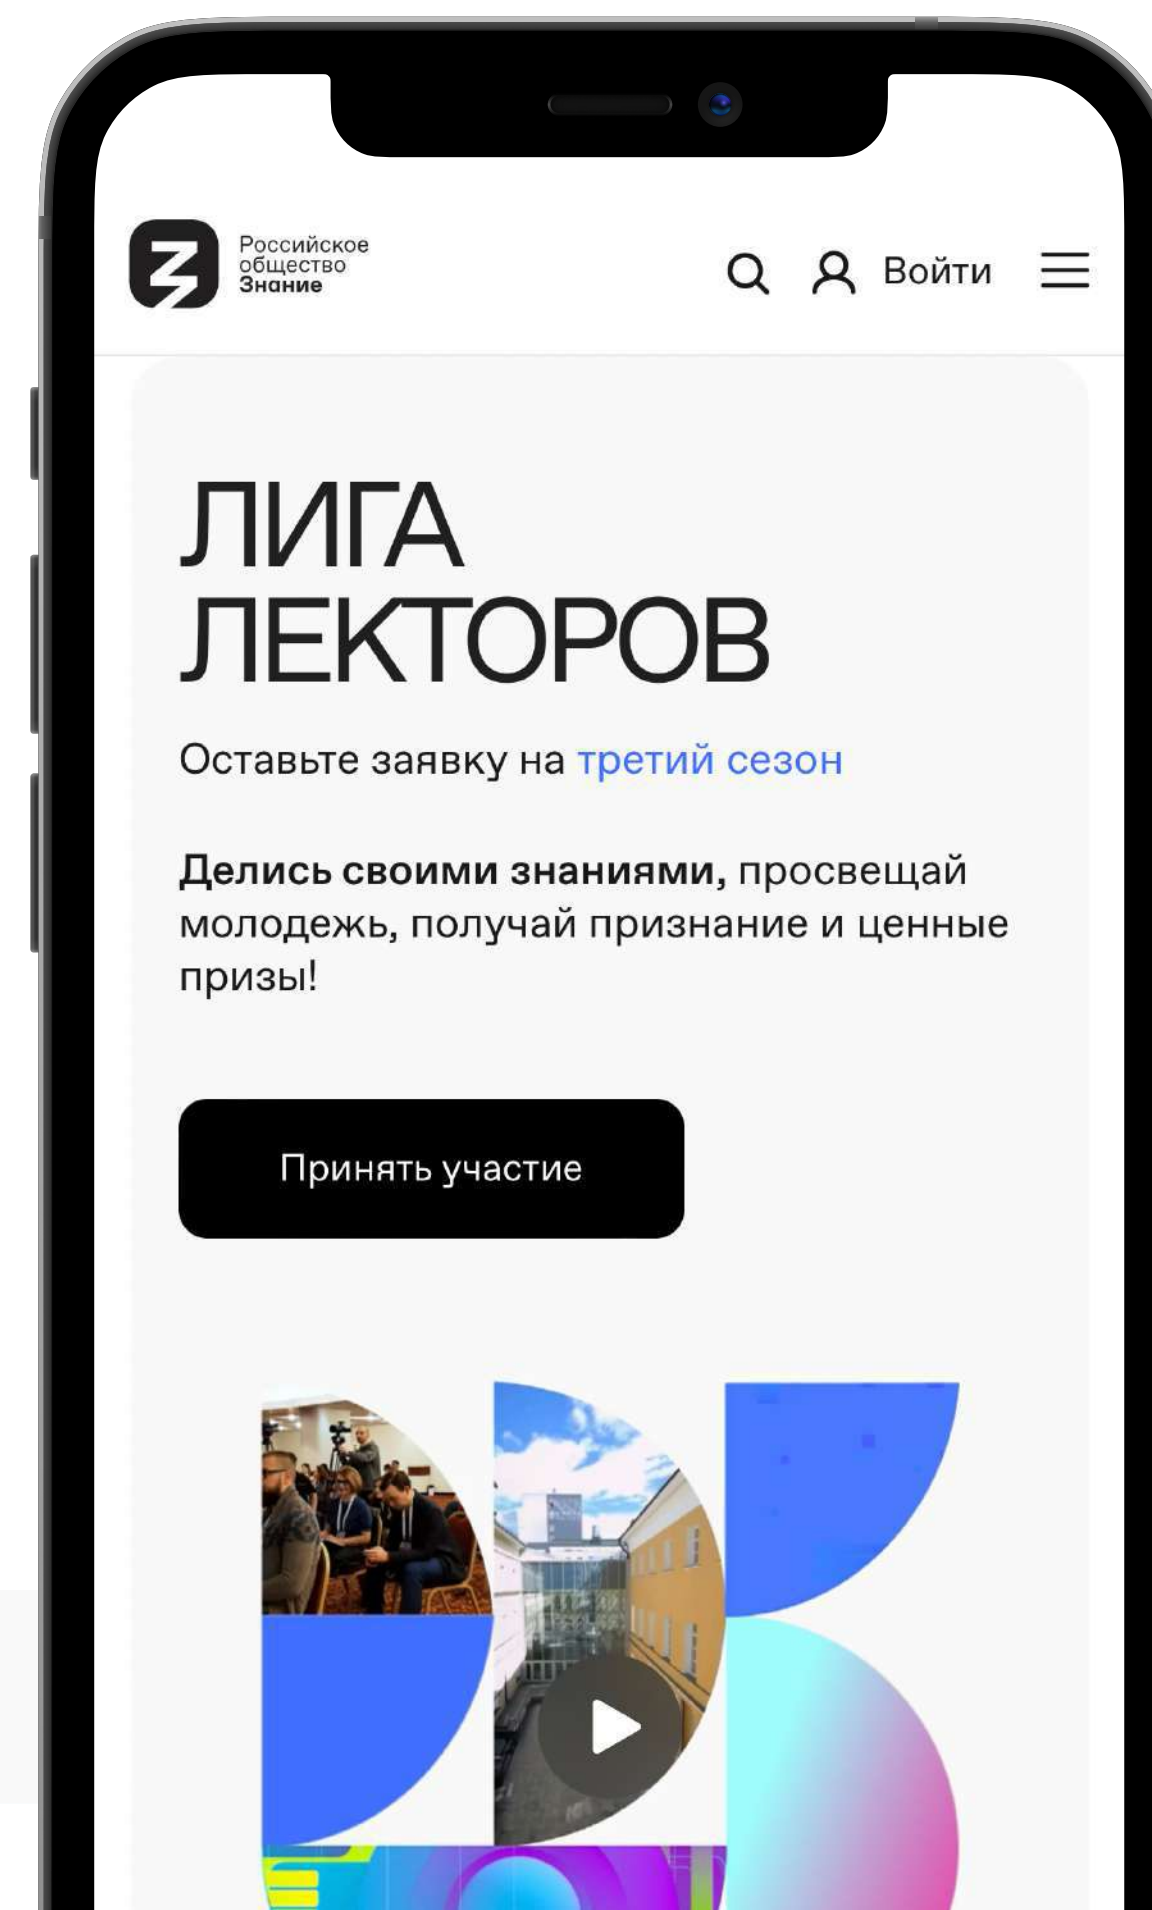 Российское
общество
Знание
Войти
ЛИГА
ЛЕКТОРОВ
Оставьте заявку на третий сезон
Делись своими знаниями, просвещай
молодежь, получай признание и ценные
призы!
Принять участие